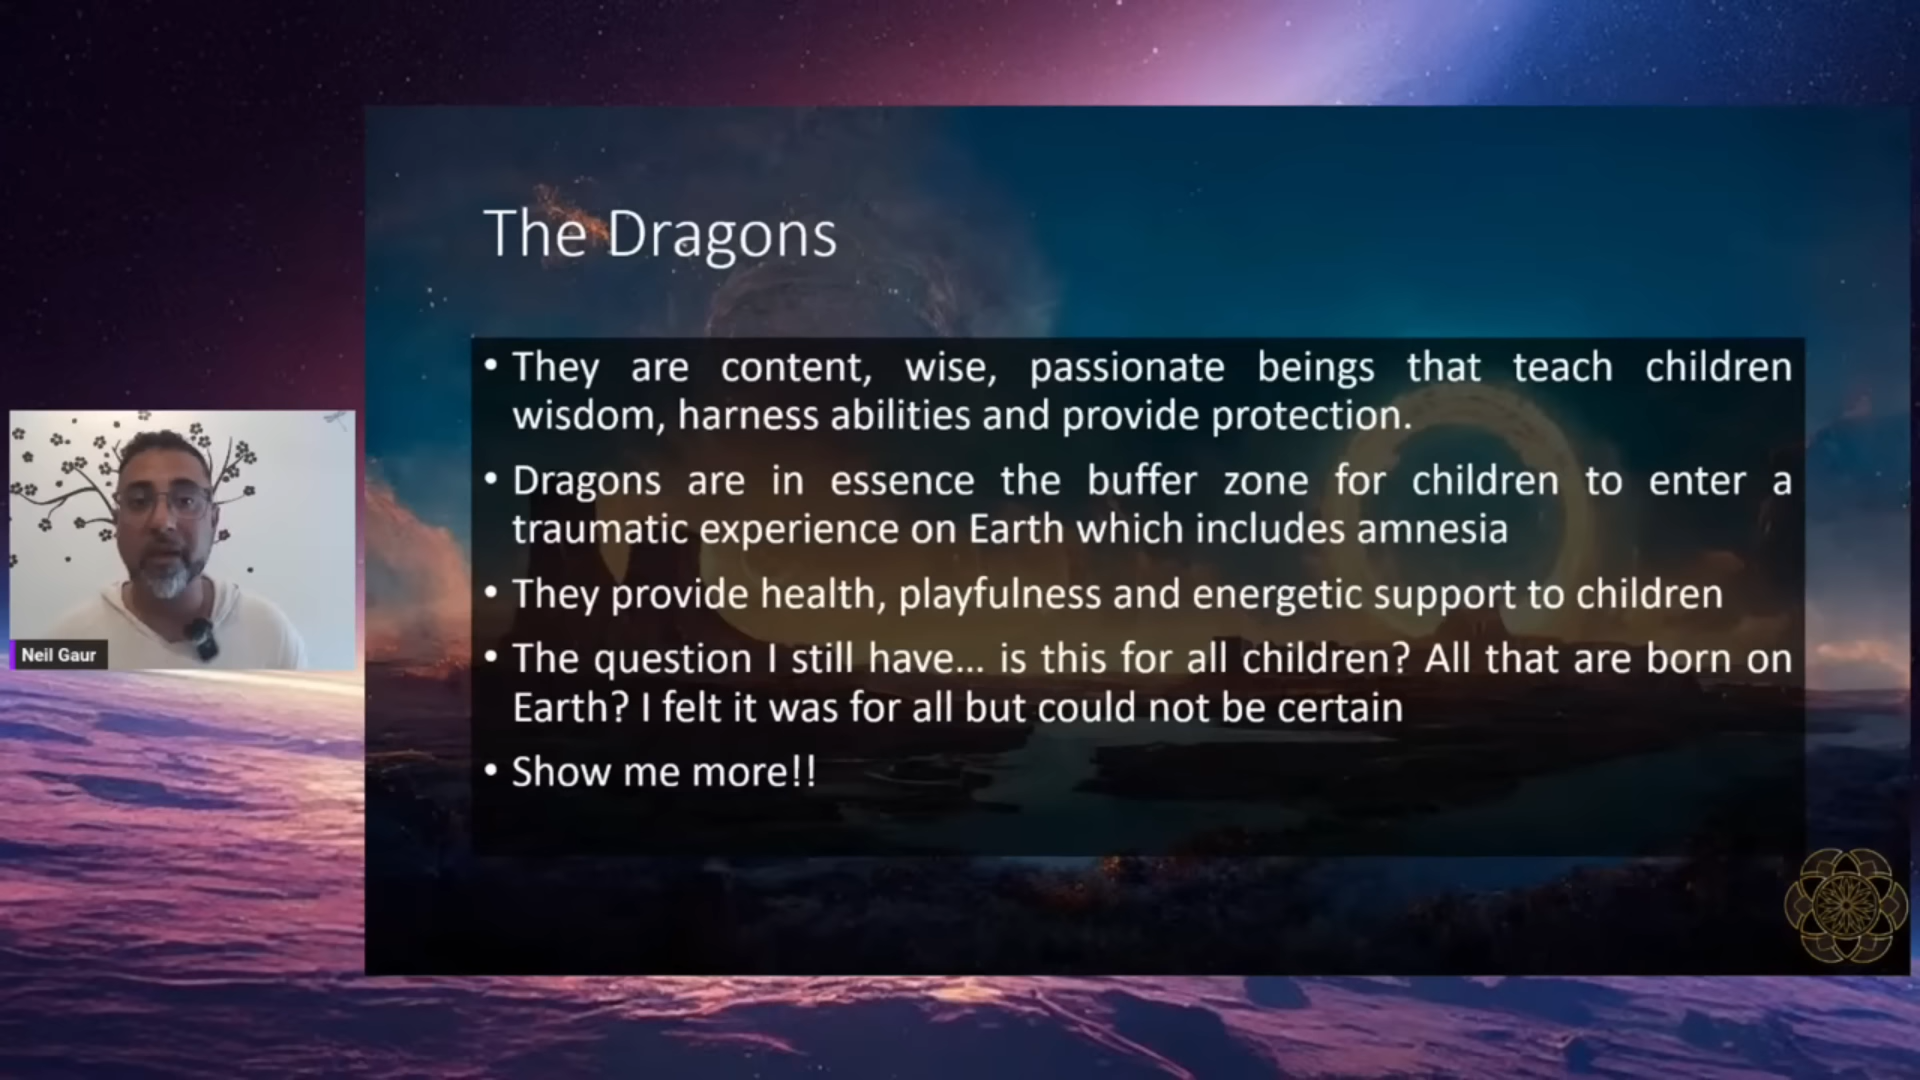 The Dragons
• They are content, wise, passionate beings that teach children
wisdom, harness abilities and provide protection.
• Dragons are in essence the buffer zone for children to enter a
traumatic experience on Earth which includes amnesia
• They provide health, playfulness and energetic support to children
• The question I still have... is this for all children? All that are born on
Earth? I felt it was for all but could not be certain
• Show me more!!
Neil Gaur